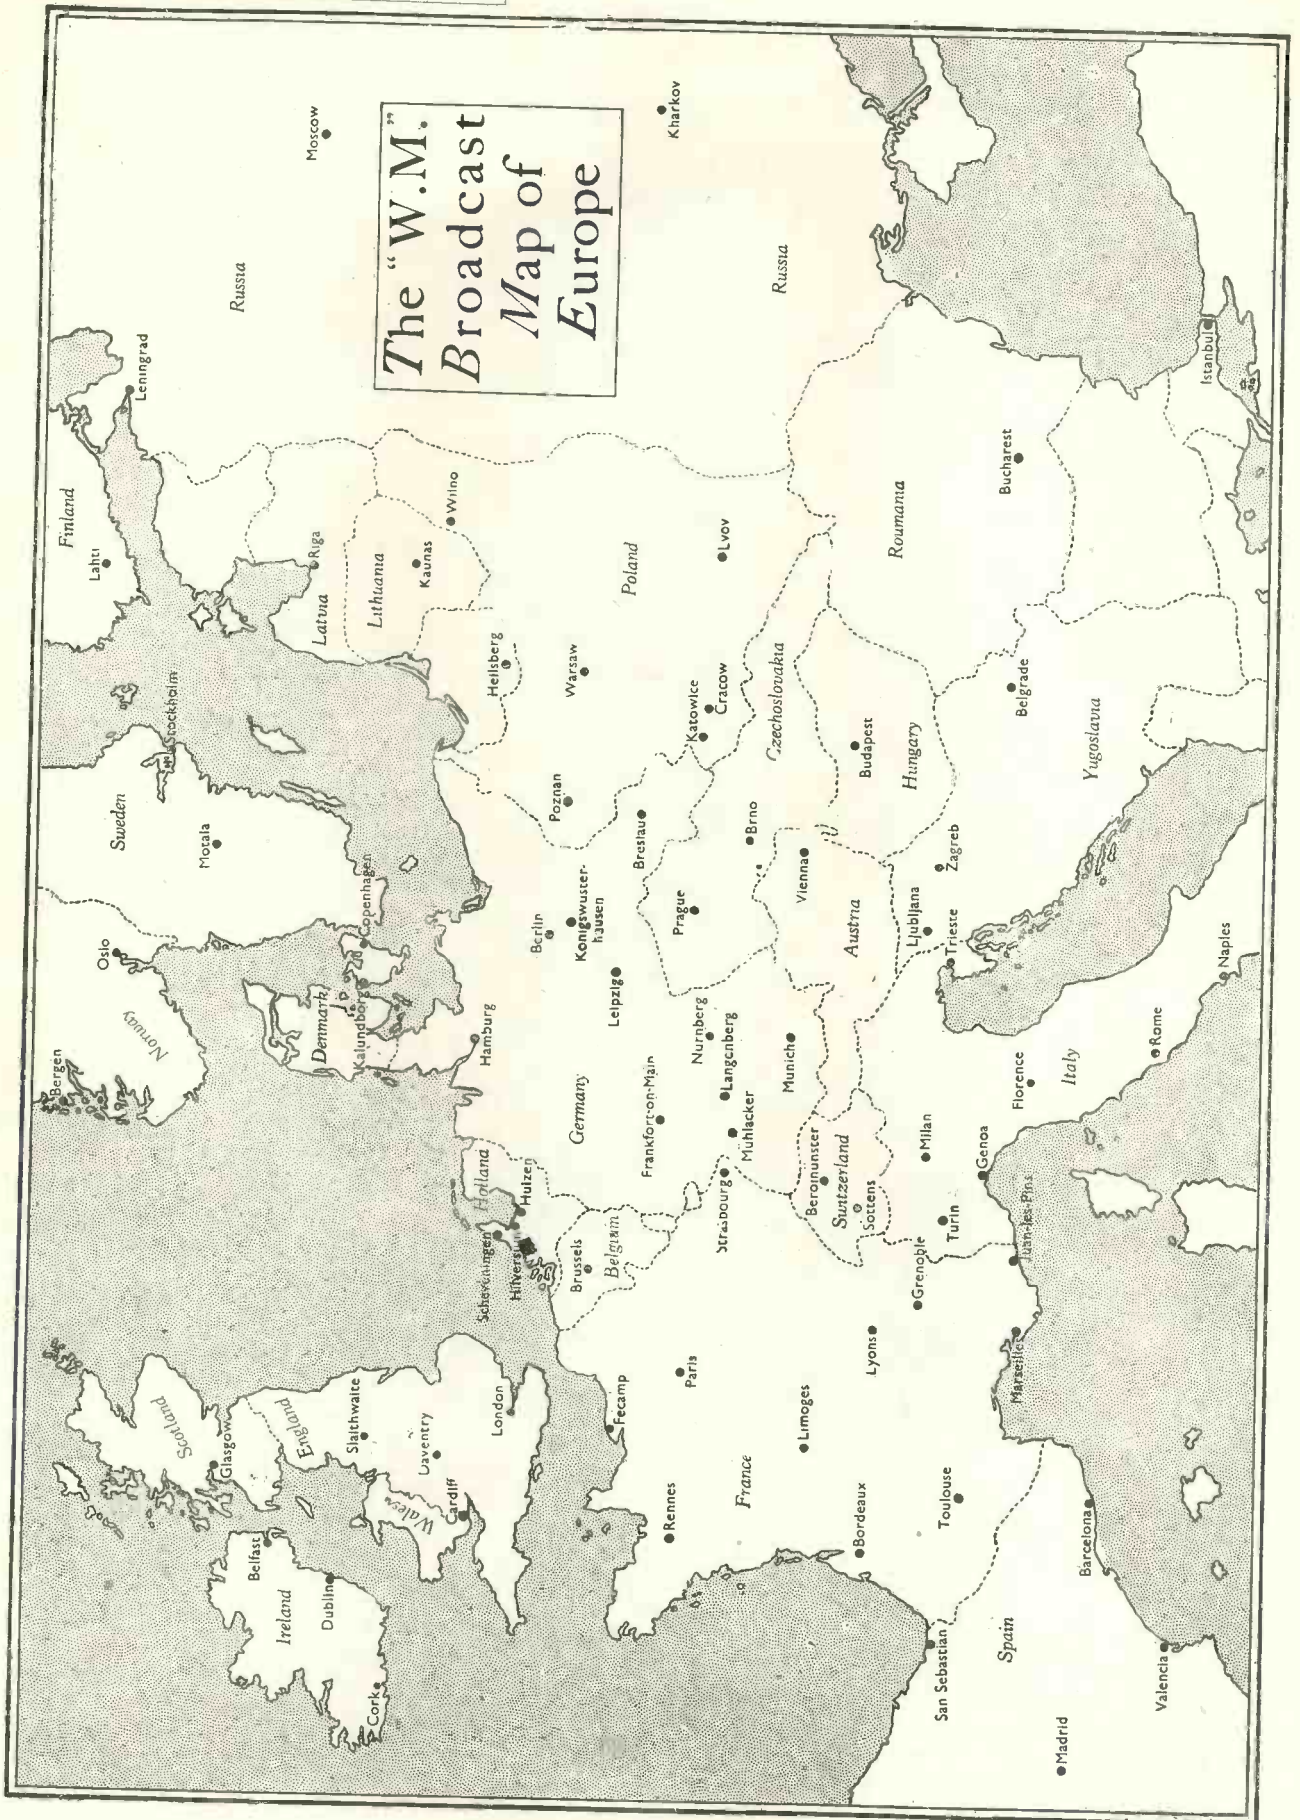 The "W.M."
Broadcast
Map of
Europe
Bergen
Norway
Oslo
Sweden
Motala
Stockholm
Finland
Lahti
Leningrad
Russia
Moscow
Scotland
Glasgow
England
Slaithwaite
Daventry
London
Wales
Cardiff
Belfast
Ireland
Dublin
Cork
Denmark
Kalundborg
Copenhagen
Riga
Latvia
Lithuania
Kaunas
Wilno
Hamburg
Holland
Huizen
Scheveningen
Hilversum
Brussels
Belgium
Germany
Berlin
Konigswuster-
hausen
Leipzig
Poznan
Breslau
Heilsberg
Warsaw
Poland
Katowice
Cracow
Lvov
Kharkov
Russia
Frankfort-on-Main
Nurnberg
Langenberg
Muhlacker
Munich
Strasbourg
Prague
Brno
Czechoslovakia
Vienna
Austria
Budapest
Hungary
Roumania
Bucharest
Istanbul
Fecamp
Paris
Rennes
France
Limoges
Lyons
Bordeaux
Toulouse
Grenoble
Marseilles
Juan-les-Pins
Beromunster
Switzerland
Sottens
Milan
Turin
Genoa
Florence
Italy
Rome
Naples
Ljubljana
Trieste
Zagreb
Belgrade
Yugoslavia
San Sebastian
Spain
Barcelona
Valencia
Madrid